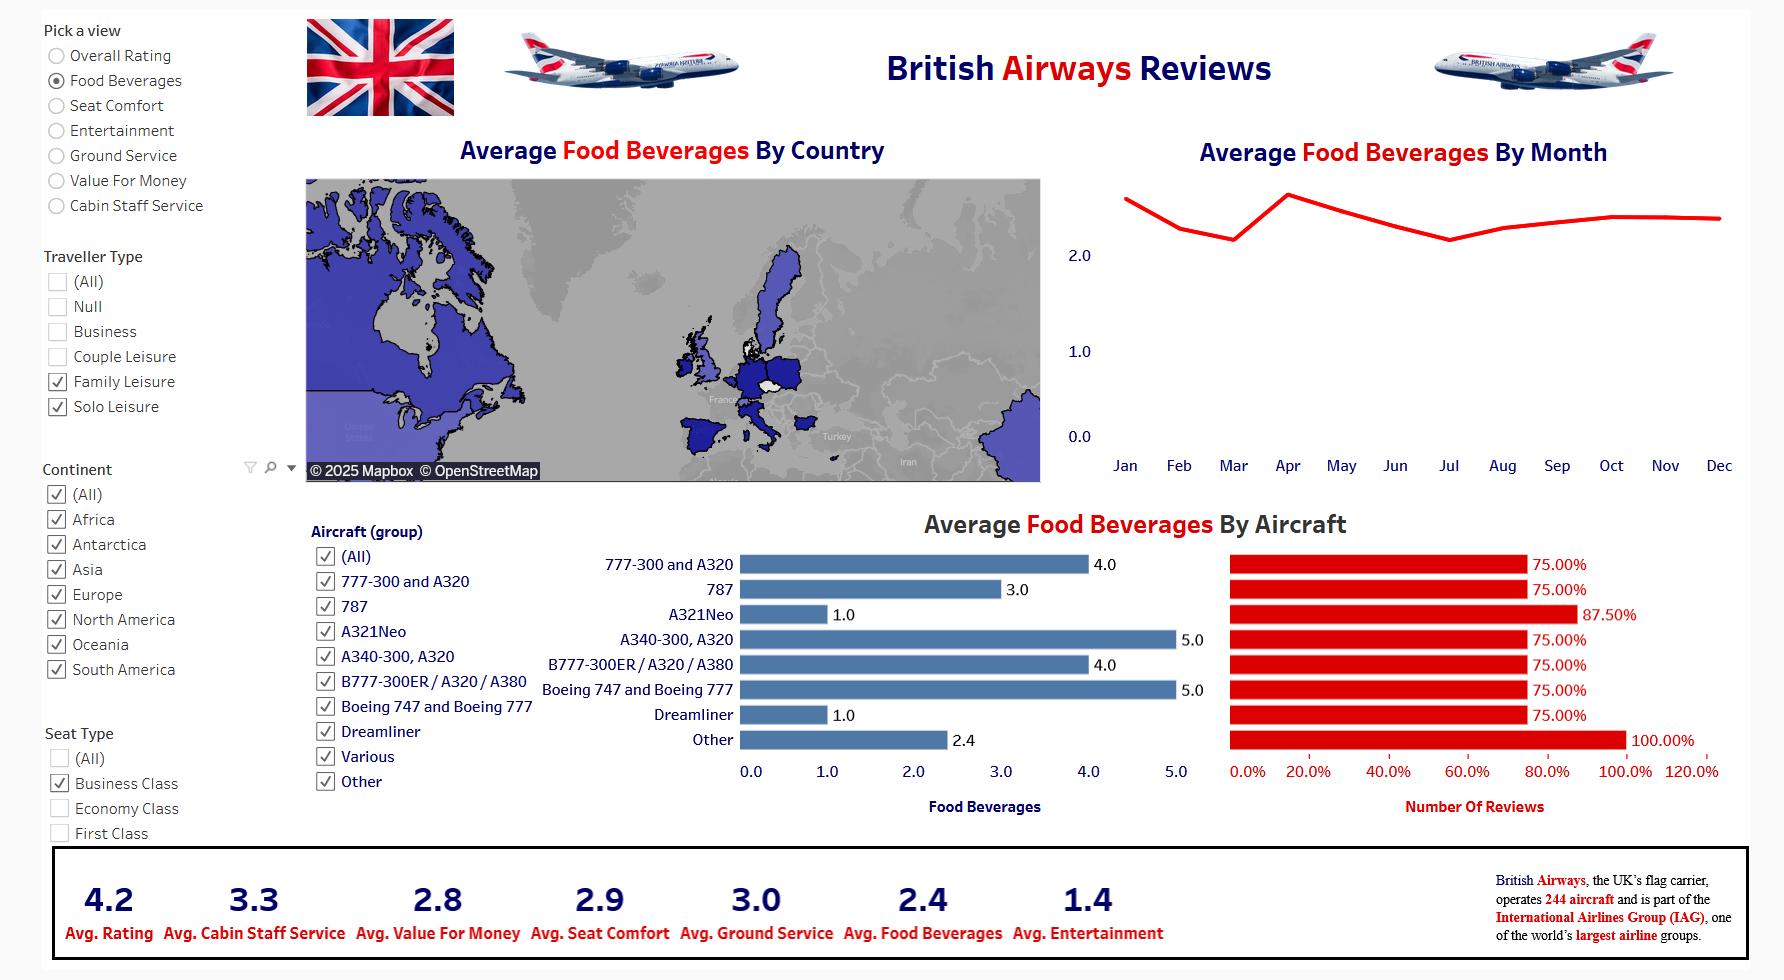 Pick a view
Overall Rating
Food Beverages
Seat Comfort
Entertainment
Ground Service
Value For Money
Cabin Staff Service
Traveller Type
(All)
Null
Business
Couple Leisure
Family Leisure
Solo Leisure
Continent
(All)
Africa
Antarctica
Asia
Europe
North America
Oceania
South America
Seat Type
(All)
Business Class
Economy Class
First Class
British Airways Reviews
BRITISH AIRWAYS
Average Food Beverages By Country
France
Turkey
Iran
United
States
© 2025 Mapbox © OpenStreetMap
Average Food Beverages By Month
2.0
1.0
0.0
Jan Feb Mar Apr May Jun Jul Aug Sep Oct Nov Dec
Aircraft (group)
(All)
777-300 and A320
787
A321Neo
A340-300, A320
B777-300ER / A320 / A380
Boeing 747 and Boeing 777
Dreamliner
Various
Other
Average Food Beverages By Aircraft
777-300 and A320 4.0 75.00%
787 3.0 75.00%
A321Neo 1.0 87.50%
A340-300, A320 5.0 75.00%
B777-300ER / A320 / A380 4.0 75.00%
Boeing 747 and Boeing 777 5.0 75.00%
Dreamliner 1.0 75.00%
Other 2.4 100.00%
0.0 1.0 2.0 3.0 4.0 5.0 0.0% 20.0% 40.0% 60.0% 80.0% 100.0% 120.0%
Food Beverages Number Of Reviews
4.2 3.3 2.8 2.9 3.0 2.4 1.4
Avg. Rating Avg. Cabin Staff Service Avg. Value For Money Avg. Seat Comfort Avg. Ground Service Avg. Food Beverages Avg. Entertainment
British Airways, the UK's flag carrier,
operates 244 aircraft and is part of the
International Airlines Group (IAG), one
of the world's largest airline groups.